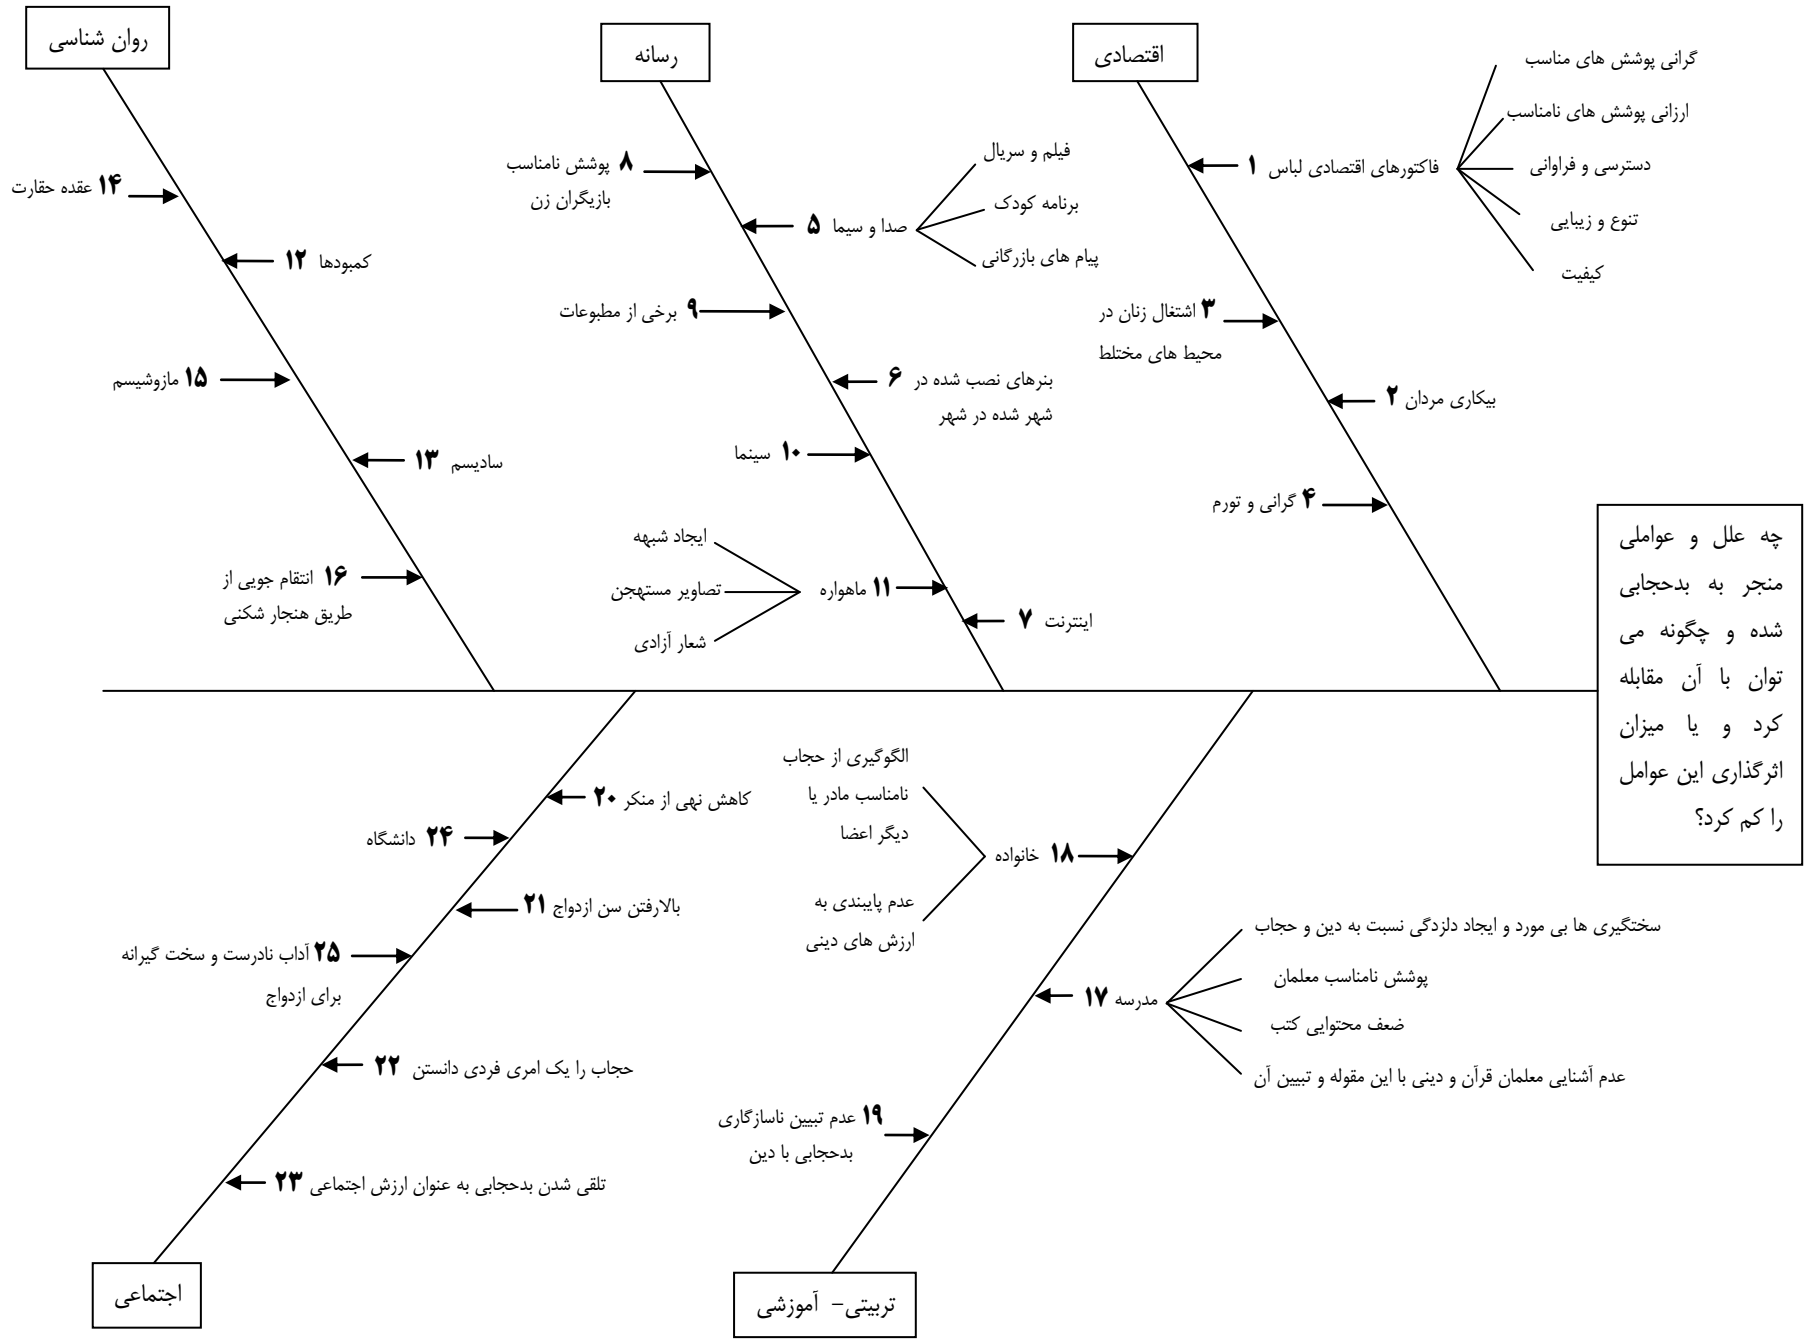 اقتصادی
۱ فاکتورهای اقتصادی لباس
گرانی پوشش های مناسب
ارزانی پوشش های نامناسب
دسترسی و فراوانی
تنوع و زیبایی
کیفیت
۳ اشتغال زنان در
محیط های مختلط
۲ بیکاری مردان
۴ گرانی و تورم
رسانه
۸ پوشش نامناسب
بازیگران زن
۵ صدا و سیما
فیلم و سریال
برنامه کودک
پیام های بازرگانی
۹ برخی از مطبوعات
۶ بنرهای نصب شده در
شهر شده در شهر
۱۰ سینما
۱۱ ماهواره
ایجاد شبهه
تصاویر مستهجن
شعار آزادی
۷ اینترنت
روان شناسی
۱۴ عقده حقارت
۱۲ کمبودها
۱۵ مازوشیسم
۱۳ سادیسم
۱۶ انتقام جویی از
طریق هنجار شکنی
چه علل و عواملی
منجر به بدحجابی
شده و چگونه می
توان با آن مقابله
کرد و یا میزان
اثرگذاری این عوامل
را کم کرد؟
۱۸ خانواده
الگوگیری از حجاب
نامناسب مادر یا
دیگر اعضا
عدم پایبندی به
ارزش های دینی
۱۷ مدرسه
سختگیری ها بی مورد و ایجاد دلزدگی نسبت به دین و حجاب
پوشش نامناسب معلمان
ضعف محتوایی کتب
عدم آشنایی معلمان قرآن و دینی با این مقوله و تبیین آن
۱۹ عدم تبیین ناسازگاری
بدحجابی با دین
تربیتی- آموزشی
۲۰ کاهش نهی از منکر
۲۴ دانشگاه
۲۱ بالارفتن سن ازدواج
۲۵ آداب نادرست و سخت گیرانه
برای ازدواج
۲۲ حجاب را یک امری فردی دانستن
۲۳ تلقی شدن بدحجابی به عنوان ارزش اجتماعی
اجتماعی